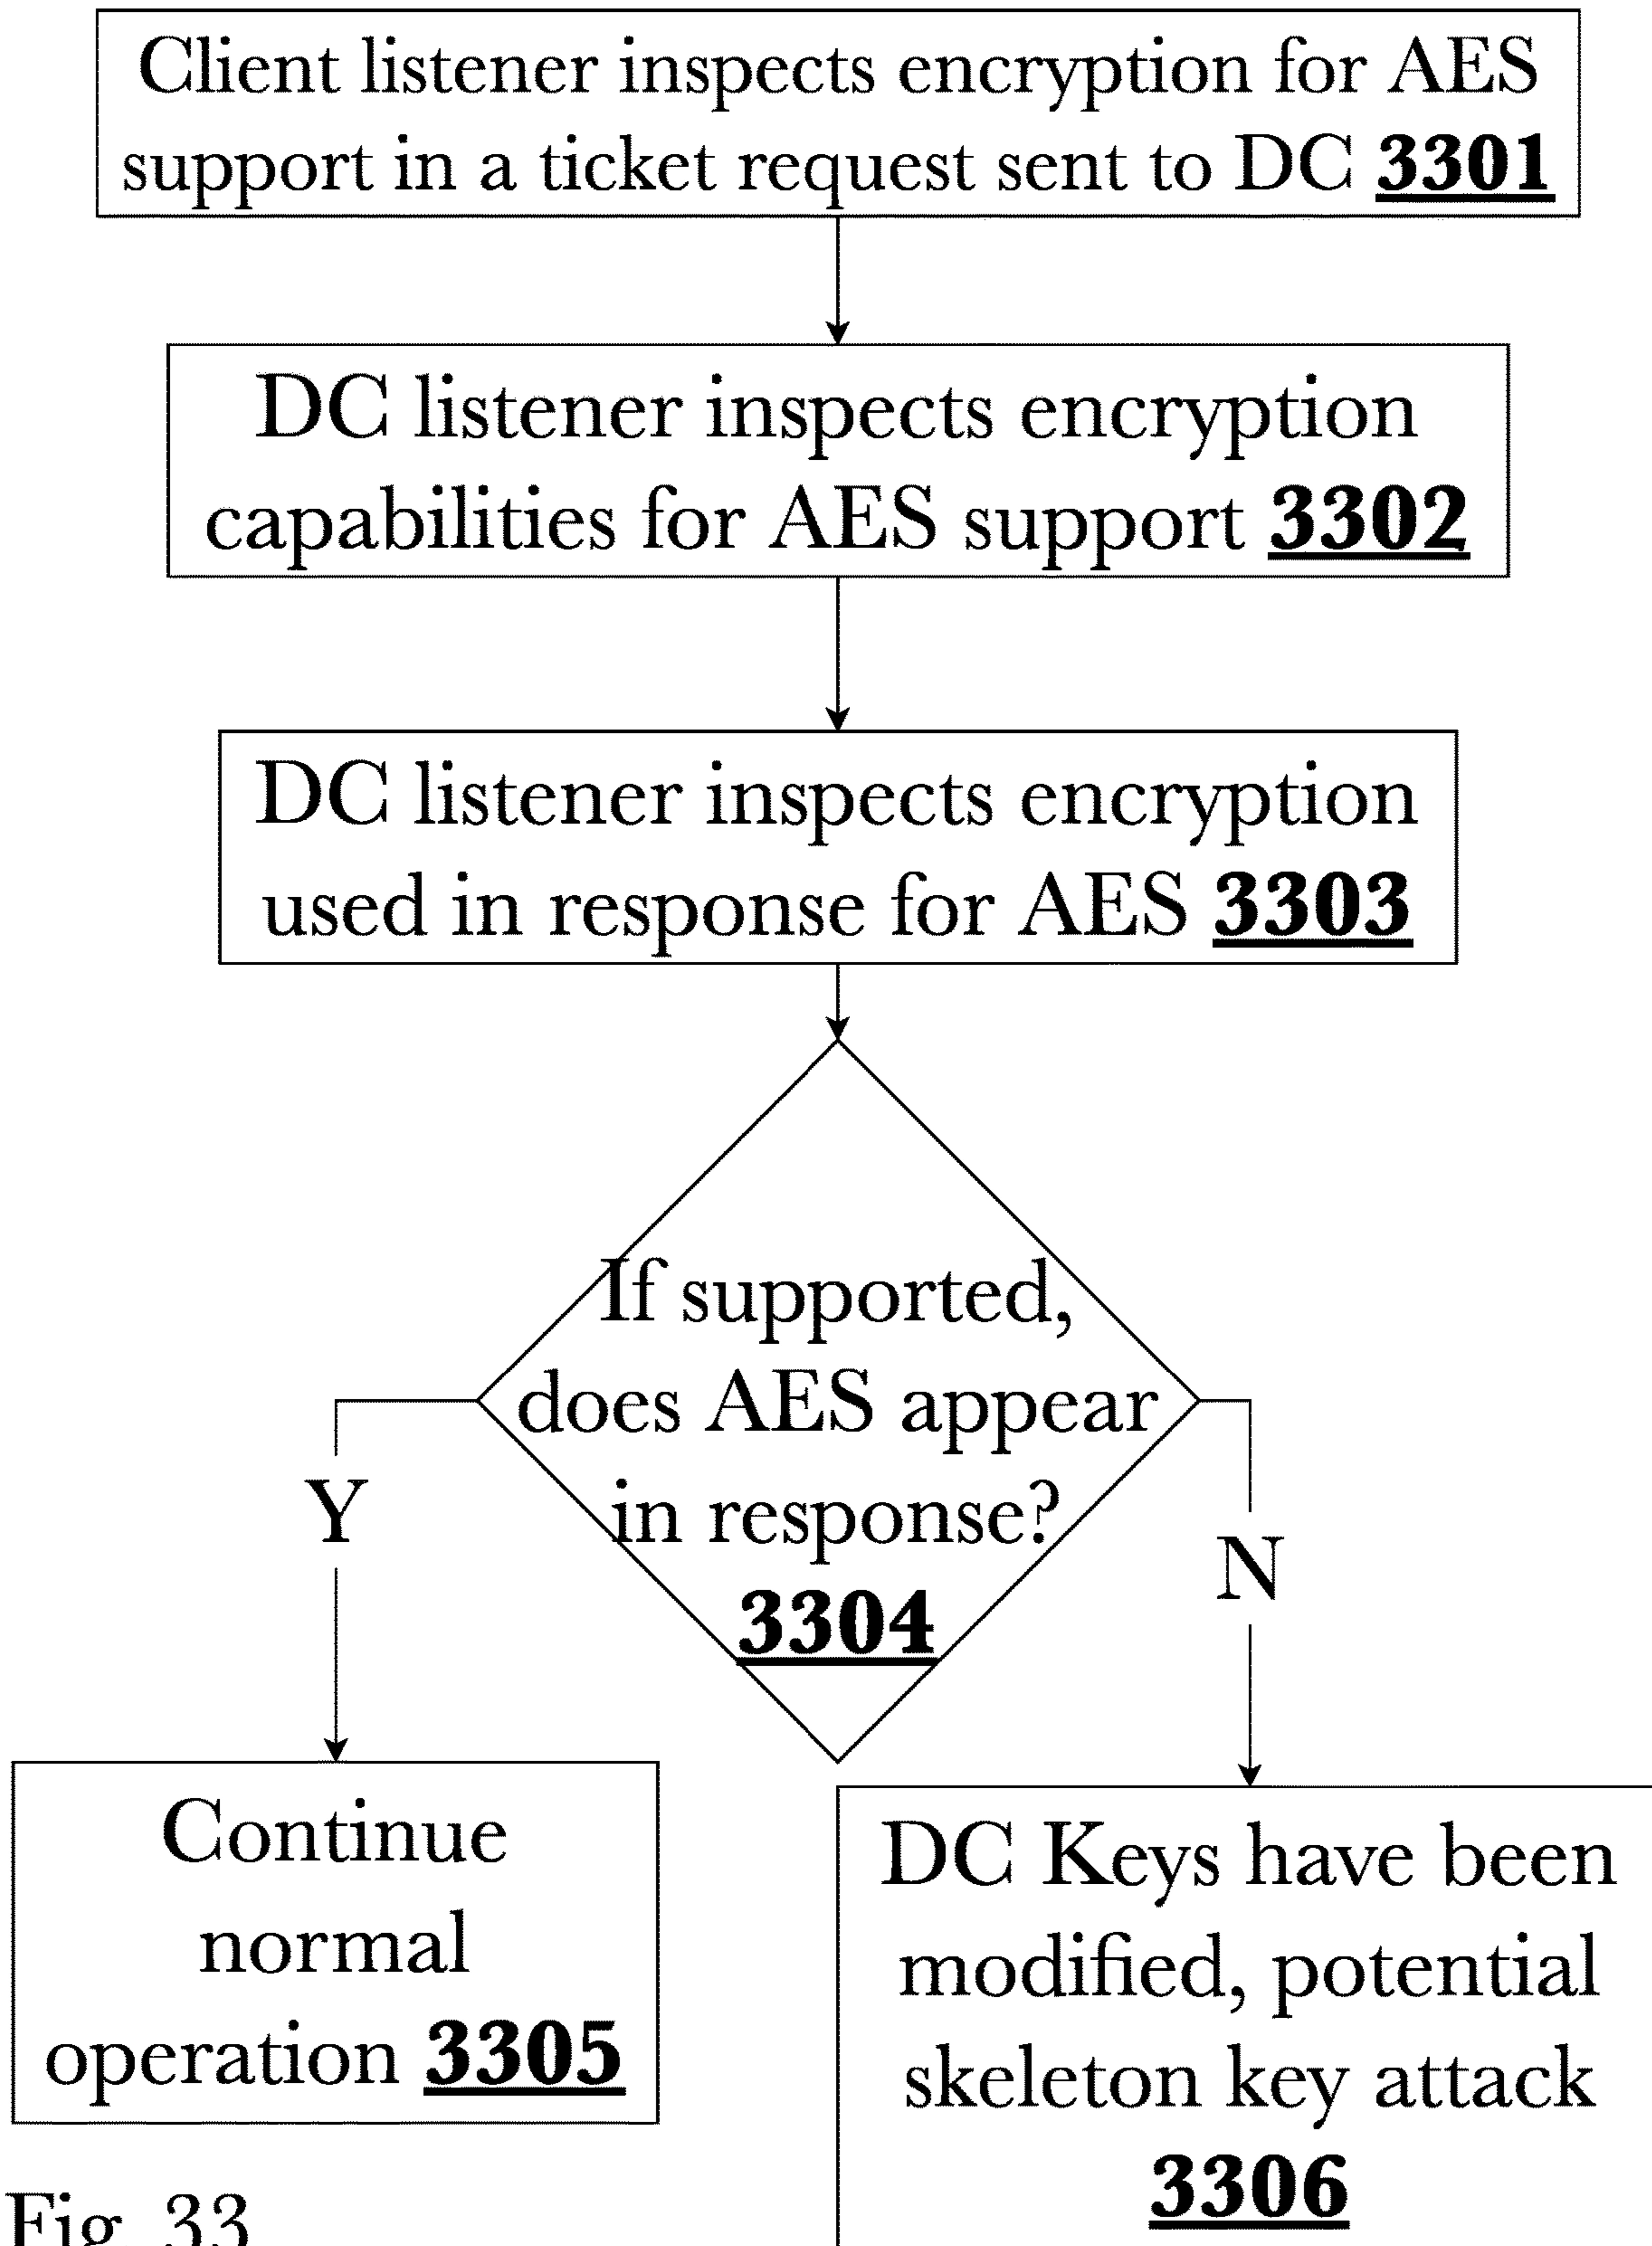 Client listener inspects encryption for AES
support in a ticket request sent to DC 3301
DC listener inspects encryption
capabilities for AES support 3302
DC listener inspects encryption
used in response for AES 3303
If supported,
does AES appear
in response?
3304
Y
N
Continue
normal
operation 3305
DC Keys have been
modified, potential
skeleton key attack
3306
Fig. 33